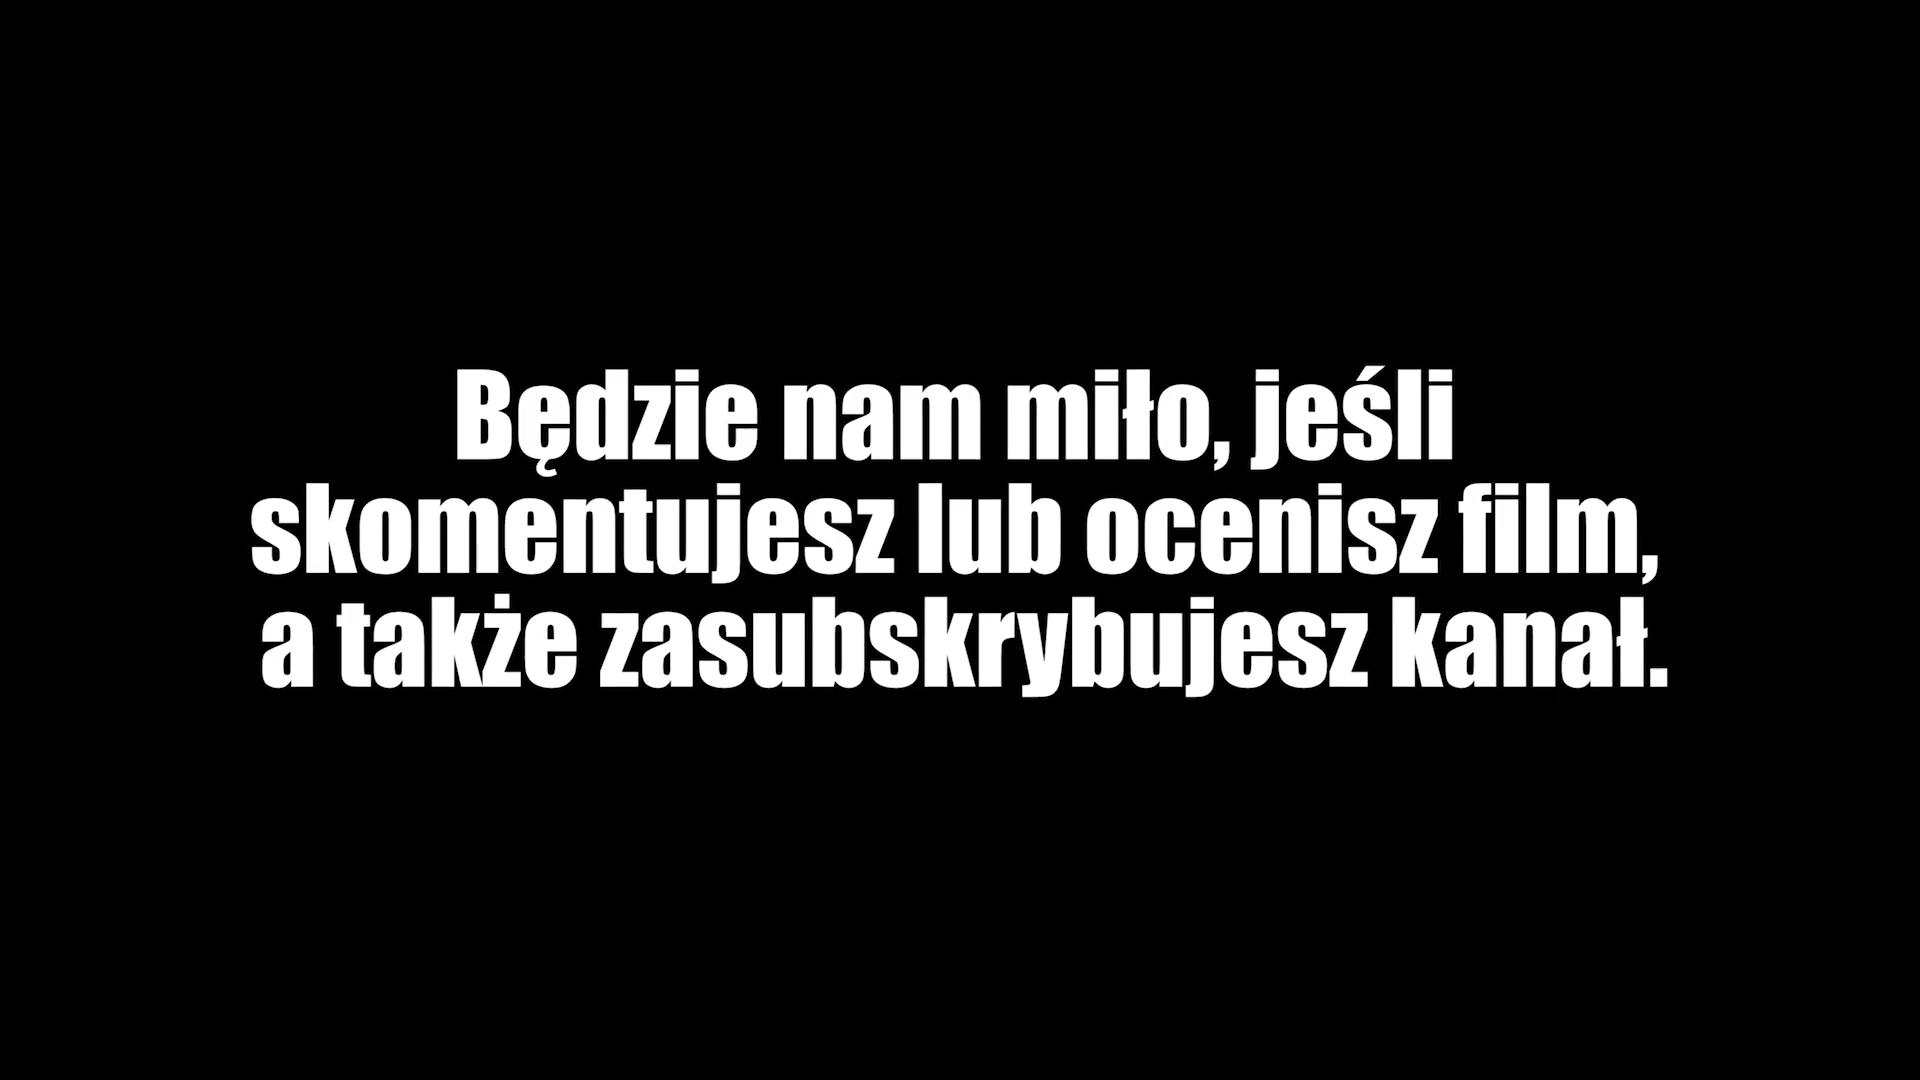 Będzie nam miło, jeśli
skomentujesz lub ocenisz film,
a także zasubskrybujesz kanał.